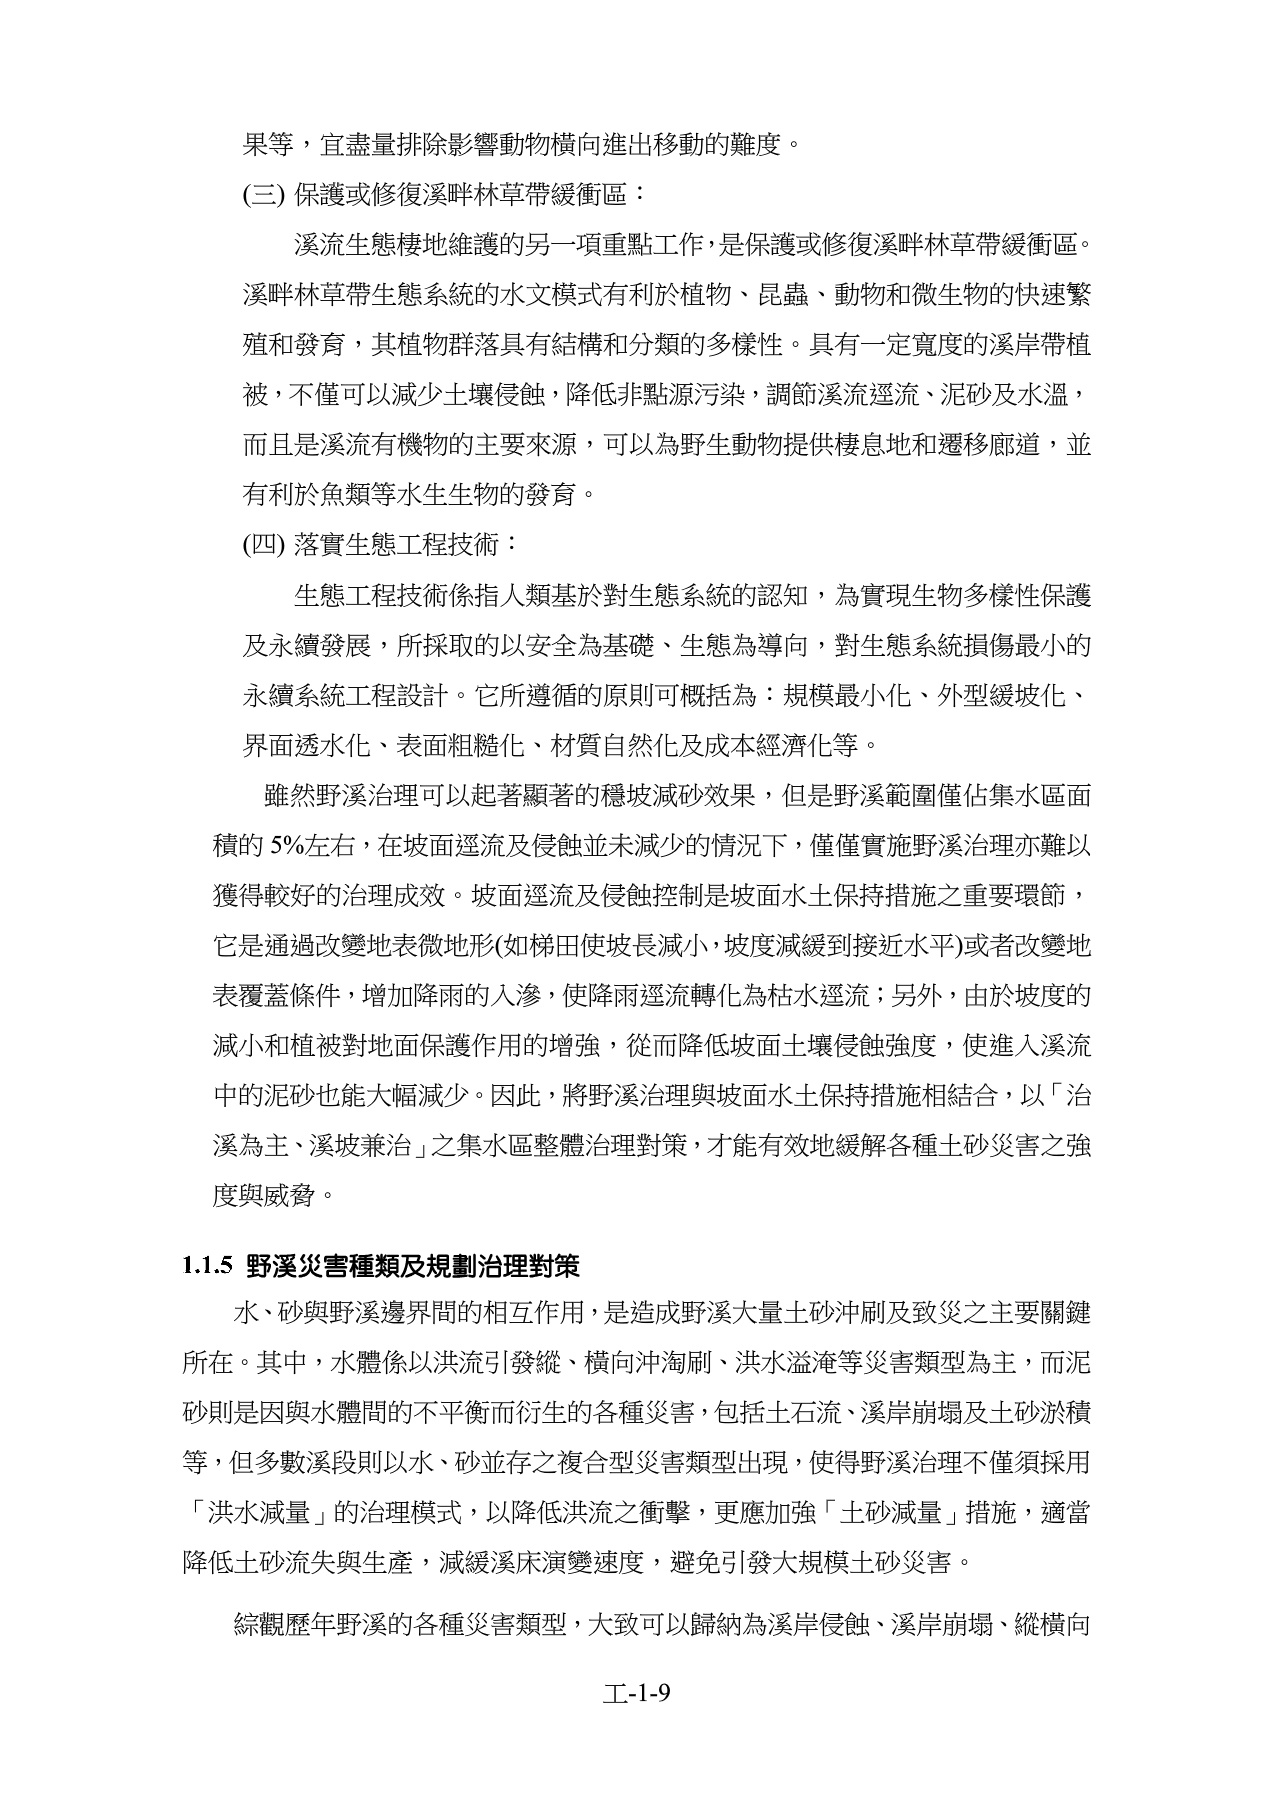 果等，宜盡量排除影響動物橫向進出移動的難度。
(三) 保護或修復溪畔林草帶緩衝區：
溪流生態棲地維護的另一項重點工作，是保護或修復溪畔林草帶緩衝區。
溪畔林草帶生態系統的水文模式有利於植物、昆蟲、動物和微生物的快速繁
殖和發育，其植物群落具有結構和分類的多樣性。具有一定寬度的溪岸帶植
被，不僅可以減少土壤侵蝕，降低非點源污染，調節溪流逕流、泥砂及水溫，
而且是溪流有機物的主要來源，可以為野生動物提供棲息地和遷移廊道，並
有利於魚類等水生生物的發育。
(四) 落實生態工程技術：
生態工程技術係指人類基於對生態系統的認知，為實現生物多樣性保護
及永續發展，所採取的以安全為基礎、生態為導向，對生態系統損傷最小的
永續系統工程設計。它所遵循的原則可概括為：規模最小化、外型緩坡化、
界面透水化、表面粗糙化、材質自然化及成本經濟化等。
雖然野溪治理可以起著顯著的穩坡減砂效果，但是野溪範圍僅佔集水區面
積的 5%左右，在坡面逕流及侵蝕並未減少的情況下，僅僅實施野溪治理亦難以
獲得較好的治理成效。坡面逕流及侵蝕控制是坡面水土保持措施之重要環節，
它是通過改變地表微地形(如梯田使坡長減小，坡度減緩到接近水平)或者改變地
表覆蓋條件，增加降雨的入滲，使降雨逕流轉化為枯水逕流；另外，由於坡度的
減小和植被對地面保護作用的增強，從而降低坡面土壤侵蝕強度，使進入溪流
中的泥砂也能大幅減少。因此，將野溪治理與坡面水土保持措施相結合，以「治
溪為主、溪坡兼治」之集水區整體治理對策，才能有效地緩解各種土砂災害之強
度與威脅。
1.1.5 野溪災害種類及規劃治理對策
水、砂與野溪邊界間的相互作用，是造成野溪大量土砂沖刷及致災之主要關鍵
所在。其中，水體係以洪流引發縱、橫向沖淘刷、洪水溢淹等災害類型為主，而泥
砂則是因與水體間的不平衡而衍生的各種災害，包括土石流、溪岸崩塌及土砂淤積
等，但多數溪段則以水、砂並存之複合型災害類型出現，使得野溪治理不僅須採用
「洪水減量」的治理模式，以降低洪流之衝擊，更應加強「土砂減量」措施，適當
降低土砂流失與生產，減緩溪床演變速度，避免引發大規模土砂災害。
綜觀歷年野溪的各種災害類型，大致可以歸納為溪岸侵蝕、溪岸崩塌、縱橫向
工-1-9